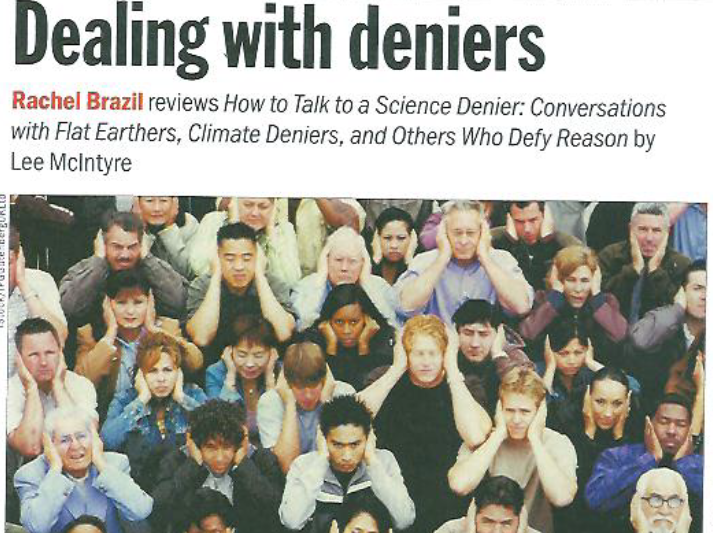 Dealing with deniers
Rachel Brazil reviews How to Talk to a Science Denier: Conversations
with Flat Earthers, Climate Deniers, and Others Who Defy Reason by
Lee McIntyre